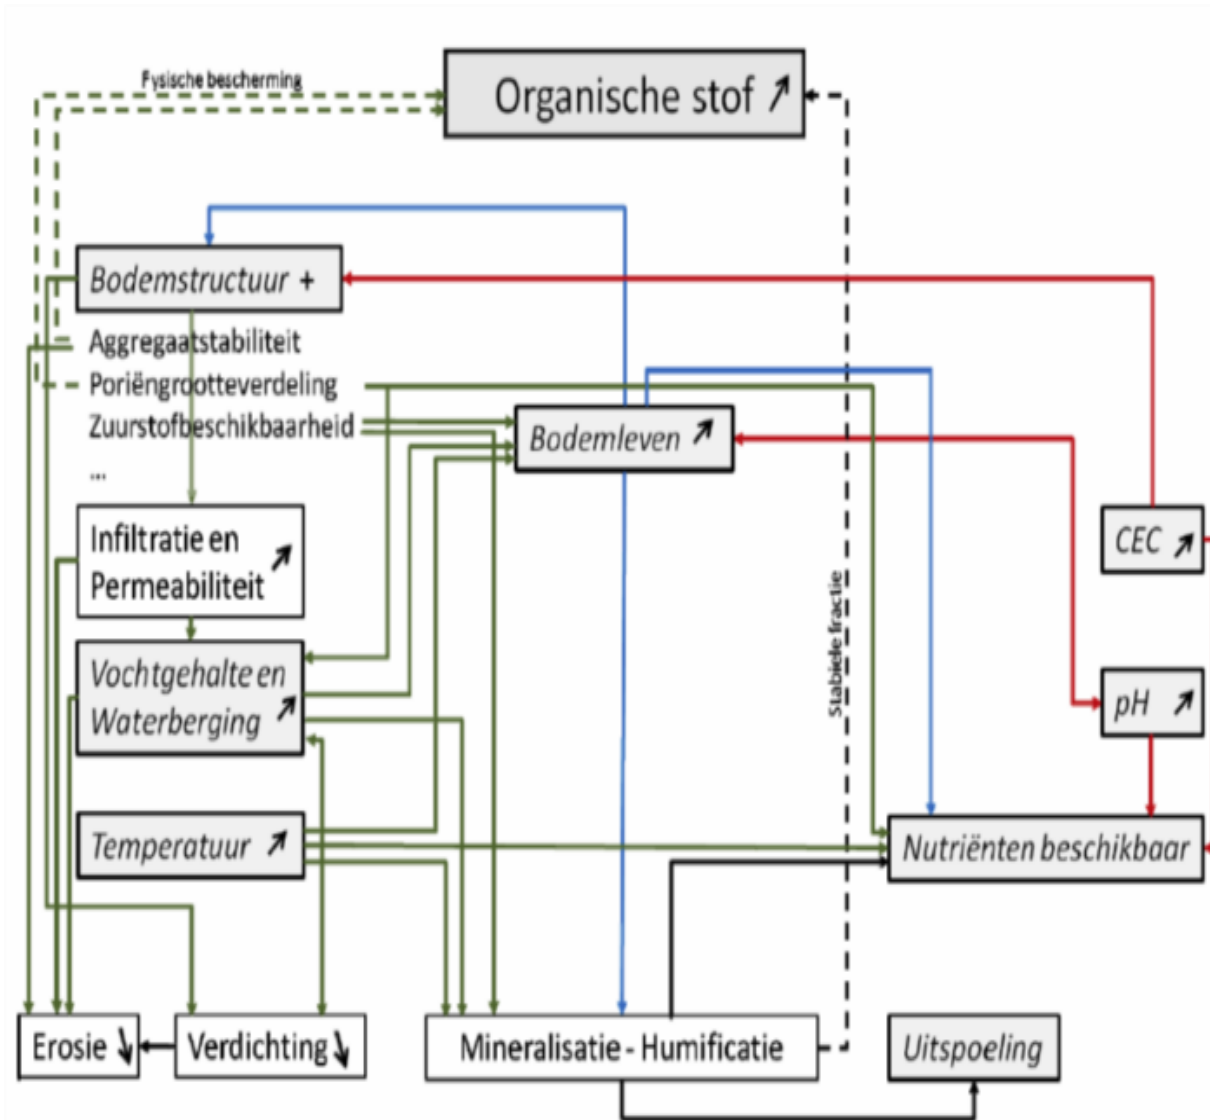 Fysische bescherming
Organische stof
Bodemstructuur +
Aggregaatstabiliteit
Poriëngrootteverdeling
Zuurstofbeschikbaarheid
...
Bodemleven
Infiltratie en
Permeabiliteit
CEC
Stabiele fractie
Vochtgehalte en
Waterberging
pH
Temperatuur
Nutriënten beschikbaar
Erosie
Verdichting
Mineralisatie - Humificatie
Uitspoeling